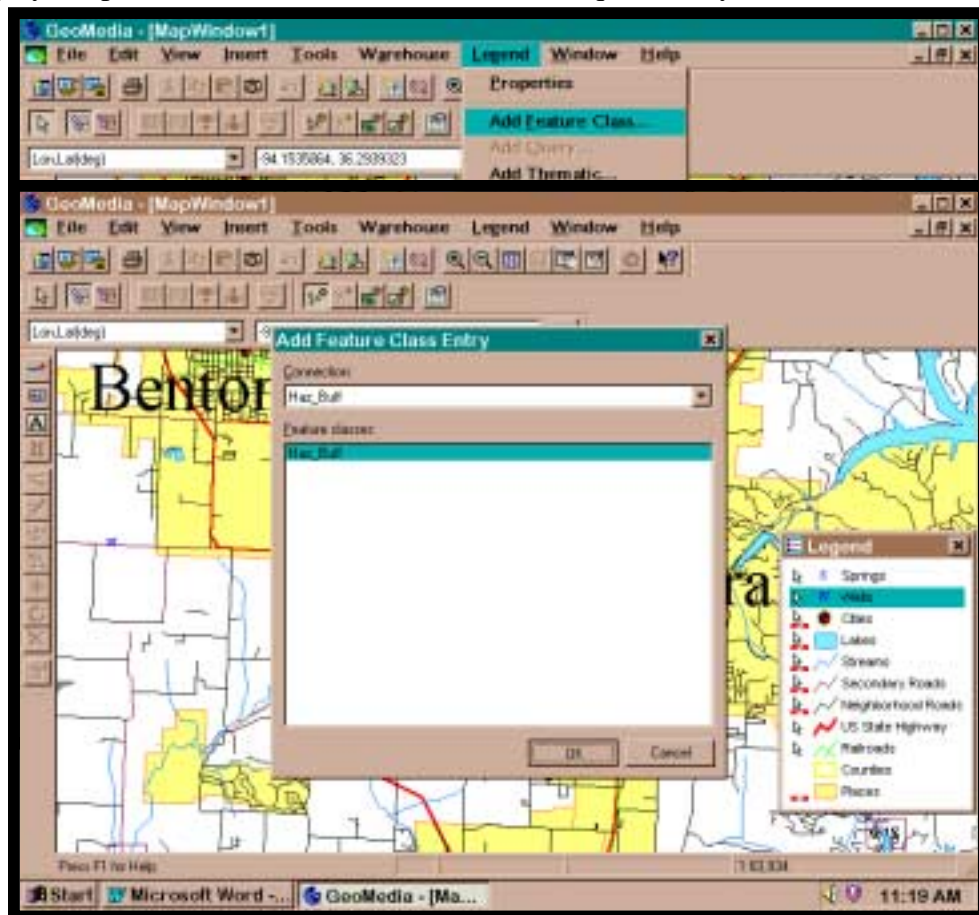 GeoMedia - [MapWindow1]
File Edit View Insert Tools Warehouse Legend Window Help
Properties
Add Feature Class...
Lon,Lat(deg) -94.1535864, 36.2939323
Add Query...
Add Thematic...
GeoMedia - [MapWindow1]
File Edit View Insert Tools Warehouse Legend Window Help
Lon,Lat(deg)
Add Feature Class Entry
Connection:
Haz_Buff
Feature classes:
Haz_Buff
OK Cancel
Benton
ra
Legend
Springs
Wells
Cities
Lakes
Streams
Secondary Roads
Neighborhood Roads
US State Highway
Railroads
Counties
Places
Press F1 for Help
Start Microsoft Word -... GeoMedia - [Ma... 11:19 AM